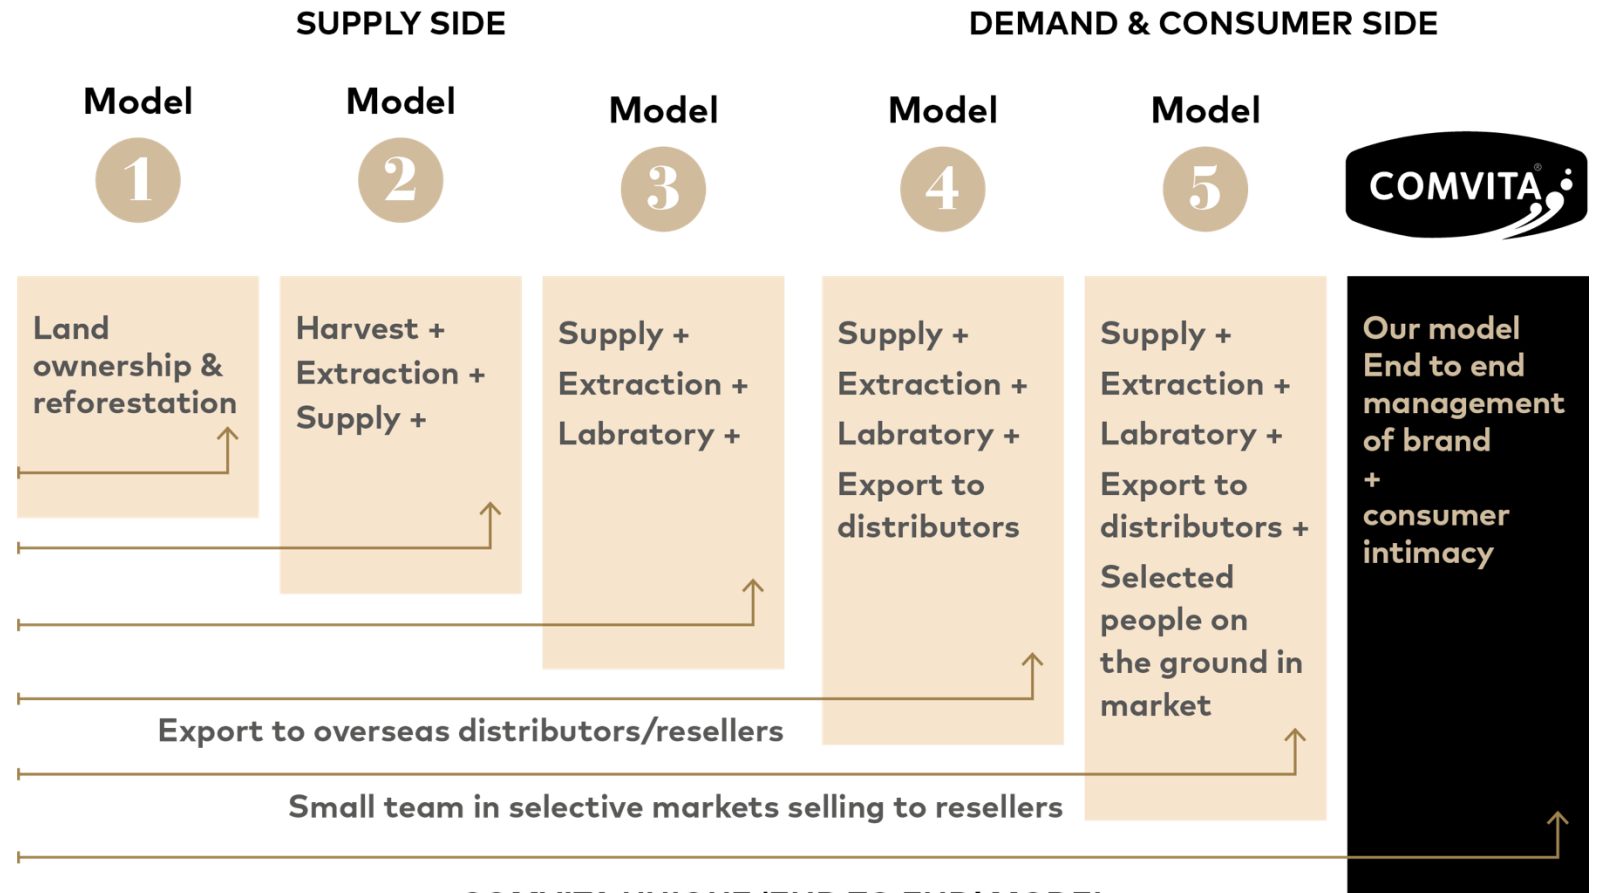 SUPPLY SIDE
DEMAND & CONSUMER SIDE
Model
1
Model
2
Model
3
Model
4
Model
5
COMVITA®
Land
ownership &
reforestation
Harvest +
Extraction +
Supply +
Supply +
Extraction +
Labratory +
Supply +
Extraction +
Labratory +
Export to
distributors
Supply +
Extraction +
Labratory +
Export to
distributors +
Selected
people on
the ground in
market
Our model
End to end
management
of brand
+
consumer
intimacy
Export to overseas distributors/resellers
Small team in selective markets selling to resellers